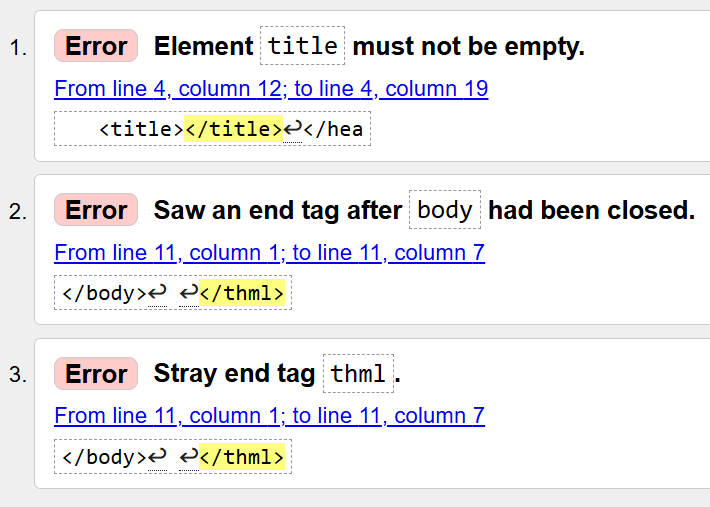 1. Error Element title must not be empty.
From line 4, column 12; to line 4, column 19
<title></title>↩</hea
2. Error Saw an end tag after body had been closed.
From line 11, column 1; to line 11, column 7
</body>↩ ↩</thml>
3. Error Stray end tag thml.
From line 11, column 1; to line 11, column 7
</body>↩ ↩</thml>